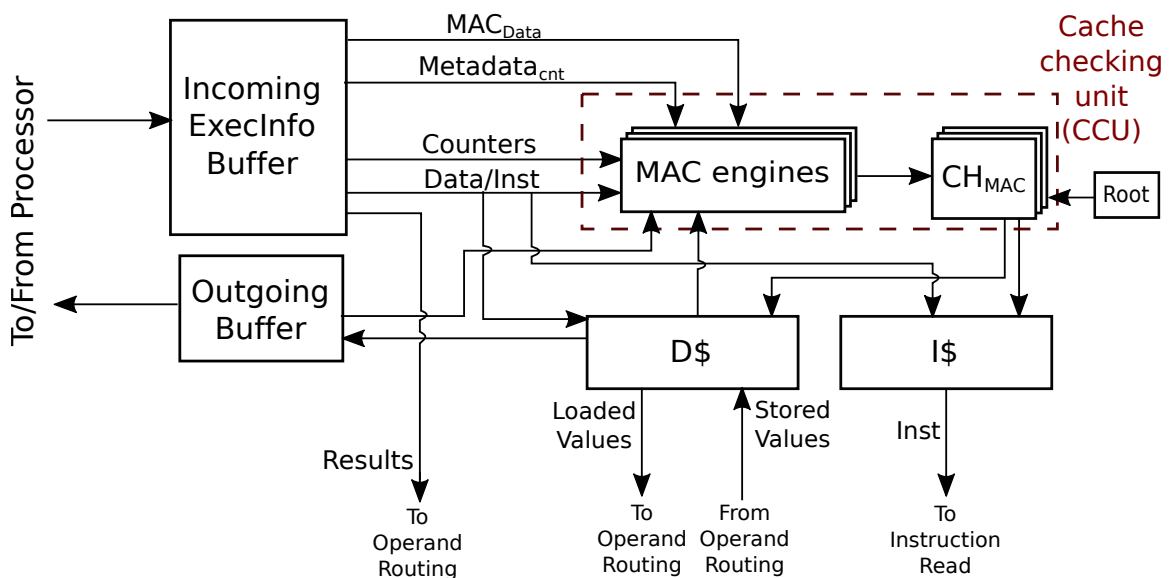 To/From Processor
Incoming
ExecInfo
Buffer
MAC_Data
Metadata_cnt
Counters
Data/Inst
Cache
checking
unit
(CCU)
MAC engines
CH_MAC
Root
Outgoing
Buffer
D$
I$
Results
Loaded
Values
Stored
Values
Inst
To
Operand
Routing
To
Operand
Routing
From
Operand
Routing
To
Instruction
Read